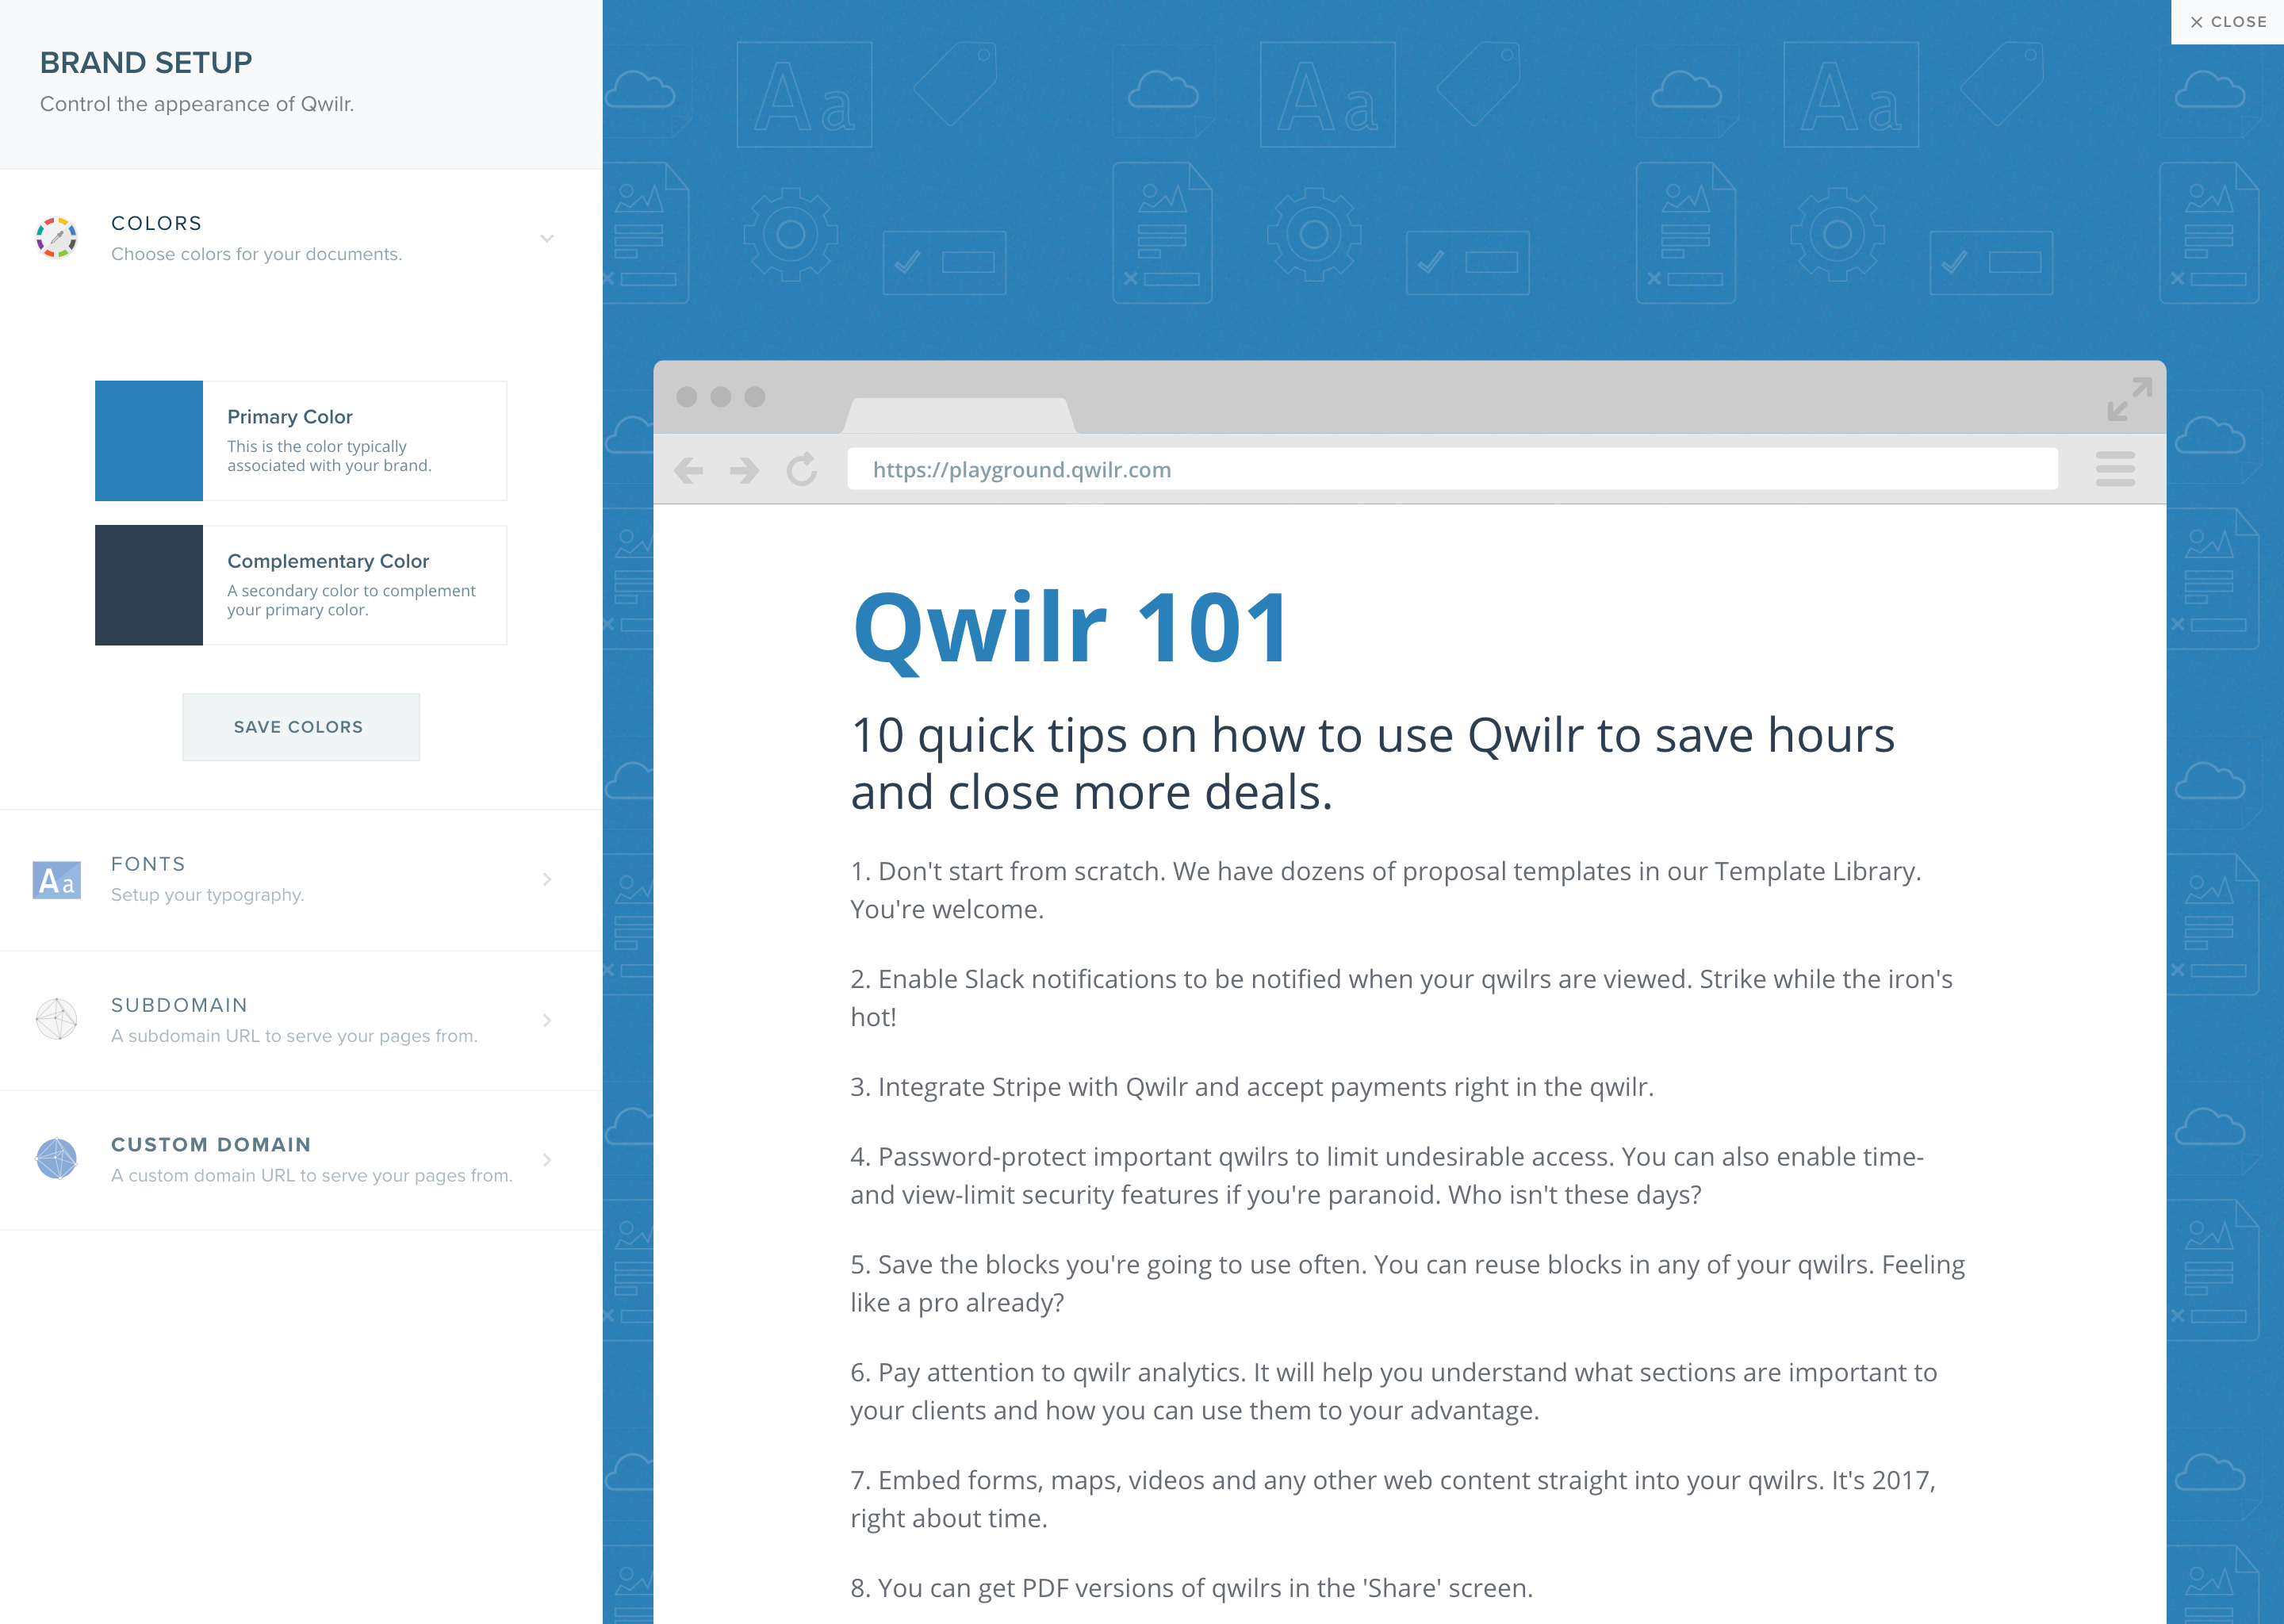 BRAND SETUP
Control the appearance of Qwilr.
COLORS
Choose colors for your documents.
Primary Color
This is the color typically
associated with your brand.
Complementary Color
A secondary color to complement
your primary color.
SAVE COLORS
Aa
FONTS
Setup your typography.
SUBDOMAIN
A subdomain URL to serve your pages from.
CUSTOM DOMAIN
A custom domain URL to serve your pages from.
CLOSE
Aa
Aa
Aa
https://playground.qwilr.com
Qwilr 101
10 quick tips on how to use Qwilr to save hours
and close more deals.
1. Don't start from scratch. We have dozens of proposal templates in our Template Library.
You're welcome.
2. Enable Slack notifications to be notified when your qwilrs are viewed. Strike while the iron's
hot!
3. Integrate Stripe with Qwilr and accept payments right in the qwilr.
4. Password-protect important qwilrs to limit undesirable access. You can also enable time-
and view-limit security features if you're paranoid. Who isn't these days?
5. Save the blocks you're going to use often. You can reuse blocks in any of your qwilrs. Feeling
like a pro already?
6. Pay attention to qwilr analytics. It will help you understand what sections are important to
your clients and how you can use them to your advantage.
7. Embed forms, maps, videos and any other web content straight into your qwilrs. It's 2017,
right about time.
8. You can get PDF versions of qwilrs in the 'Share' screen.